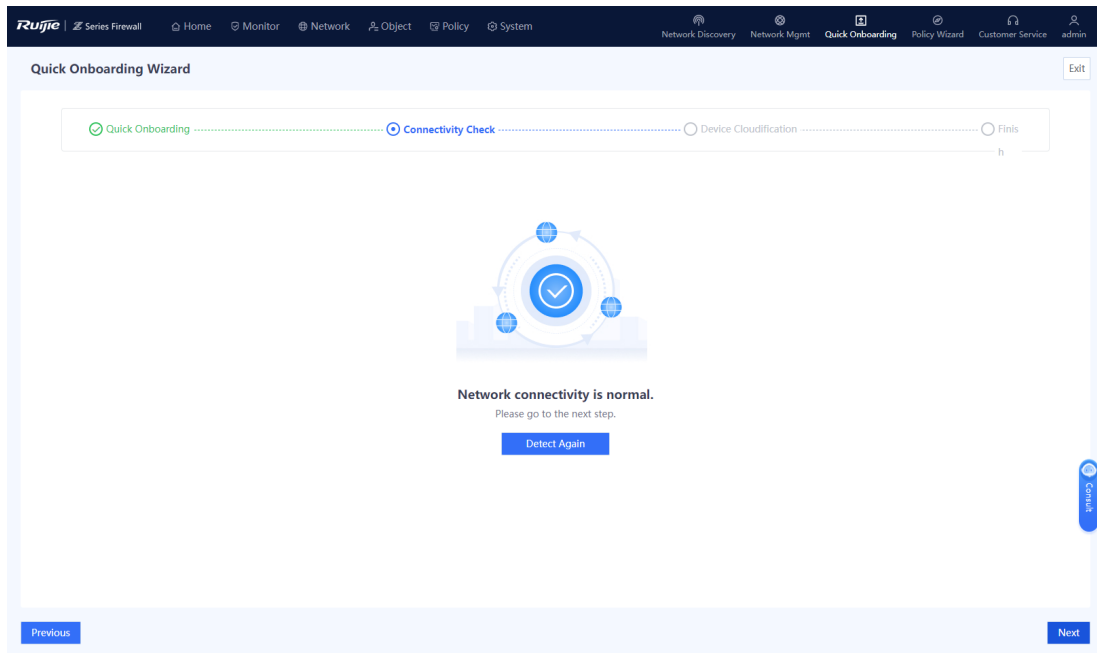 Ruijie | Z Series Firewall Home Monitor Network Object Policy System Network Discovery Network Mgmt Quick Onboarding Policy Wizard Customer Service admin
Quick Onboarding Wizard Exit
Quick Onboarding Connectivity Check Device Cloudification Finis
h
Network connectivity is normal.
Please go to the next step.
Detect Again
Consult
Previous Next